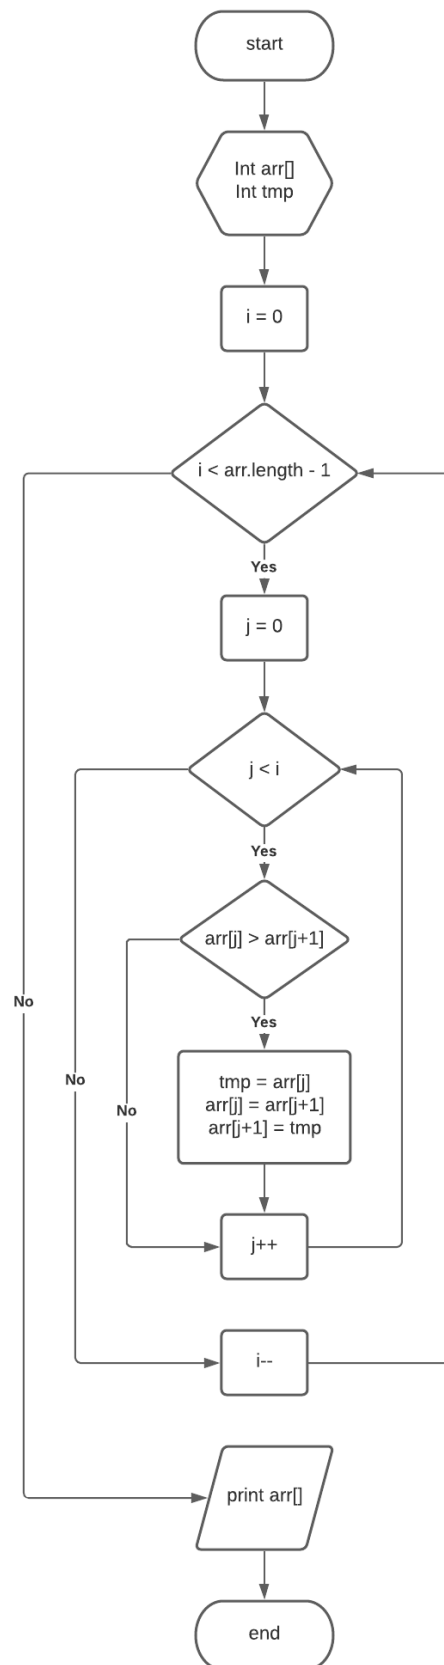 start
Int arr[]
Int tmp
i = 0
i < arr.length - 1
Yes
j = 0
j < i
Yes
arr[j] > arr[j+1]
No
Yes
tmp = arr[j]
arr[j] = arr[j+1]
arr[j+1] = tmp
No
No
j++
i--
print arr[]
end